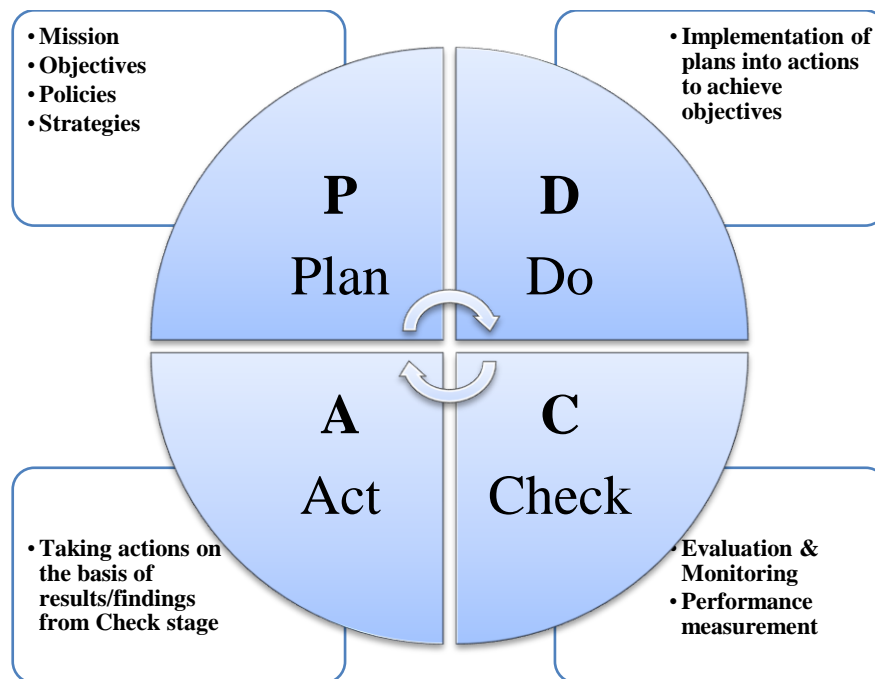 • Mission
• Objectives
• Policies
• Strategies
• Implementation of
plans into actions
to achieve
objectives
P
Plan
D
Do
A
Act
C
Check
• Taking actions on
the basis of
results/findings
from Check stage
• Evaluation &
Monitoring
• Performance
measurement